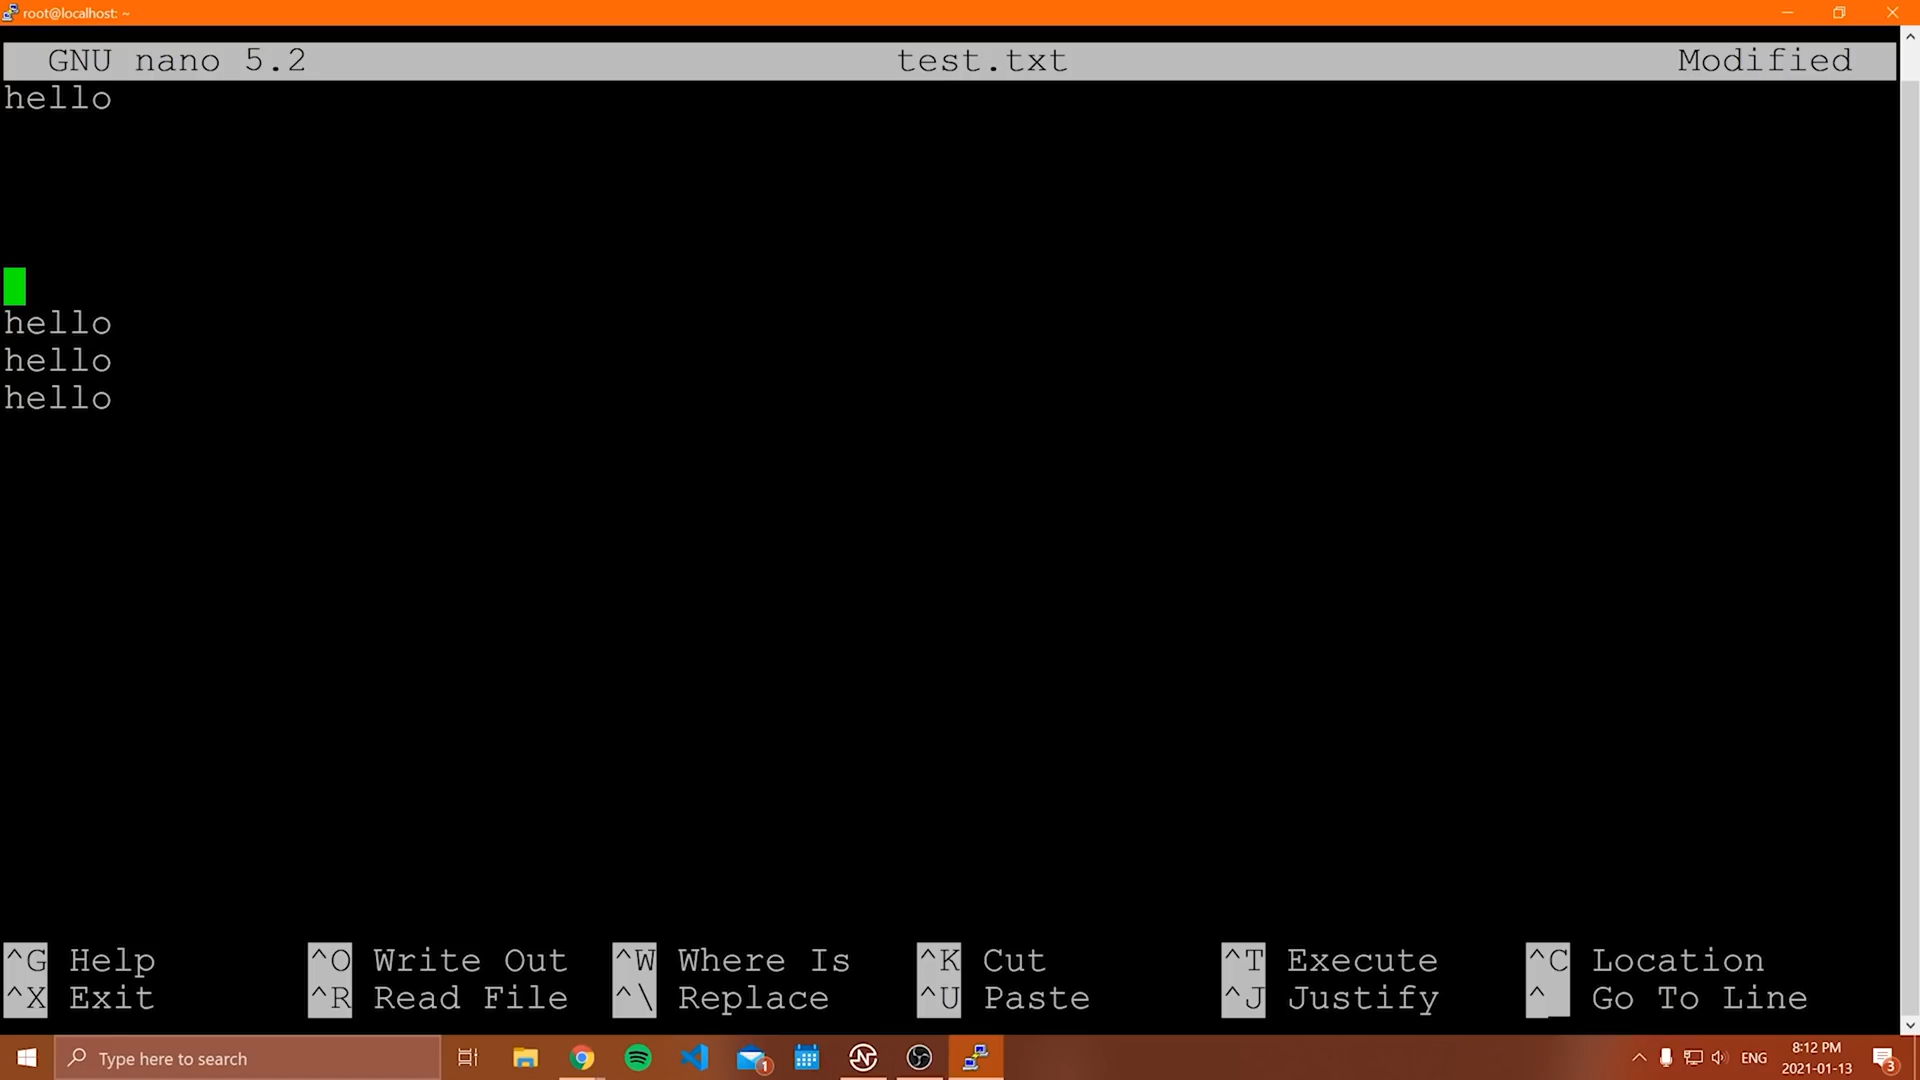 root@localhost: ~
GNU nano 5.2 test.txt Modified
hello
hello
hello
hello
^G Help ^O Write Out ^W Where Is ^K Cut ^T Execute ^C Location
^X Exit ^R Read File ^\ Replace ^U Paste ^J Justify ^_ Go To Line
Type here to search
1
ENG
8:12 PM
2021-01-13
3